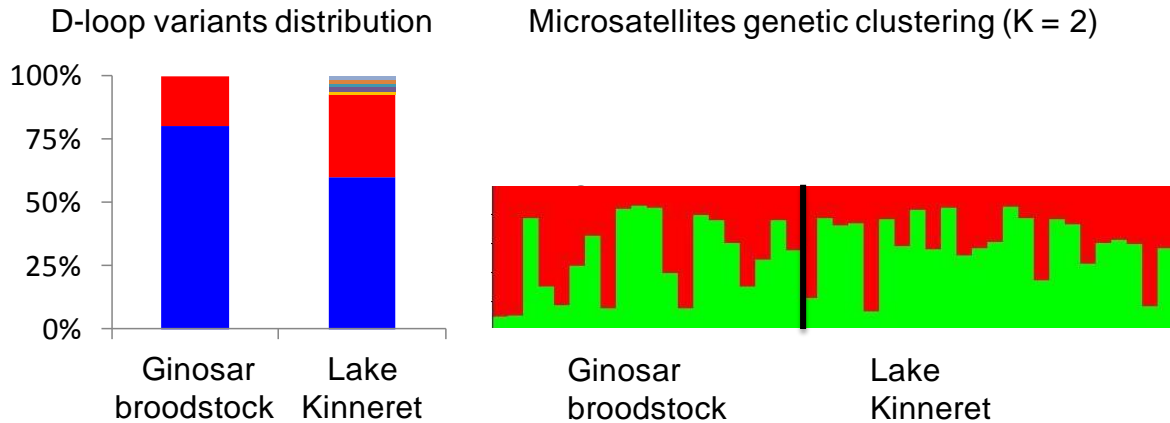 D-loop variants distribution
Microsatellites genetic clustering (K = 2)
100%
75%
50%
25%
0%
Ginosar
broodstock
Lake
Kinneret
Ginosar
broodstock
Lake
Kinneret